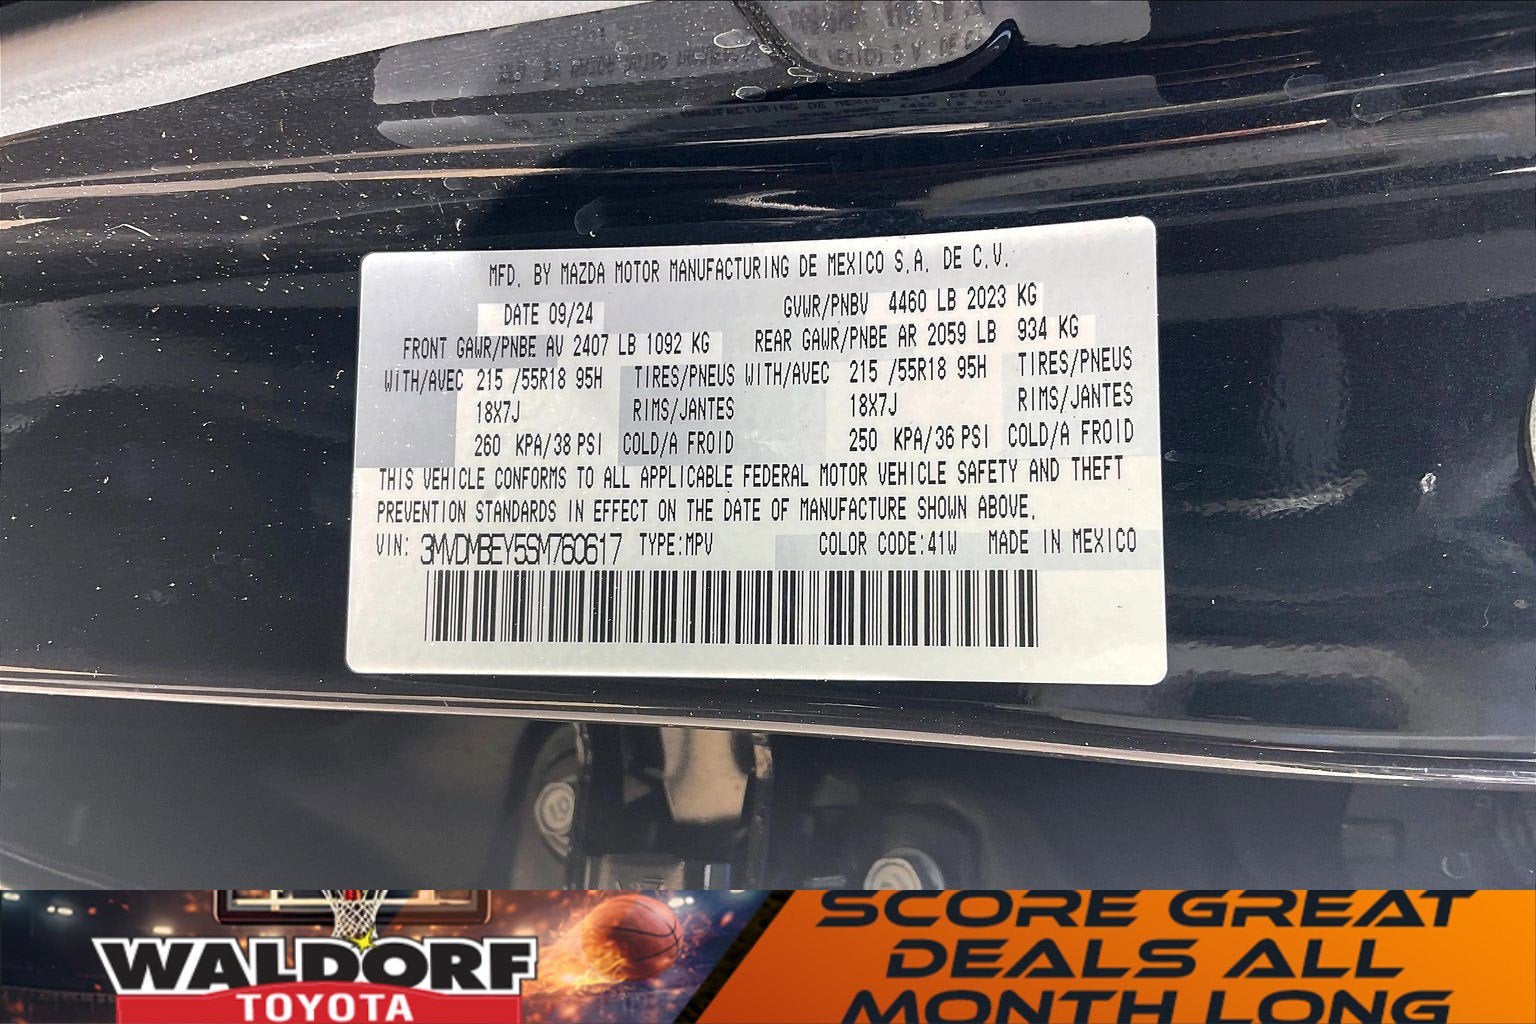 MFD. BY MAZDA MOTOR MANUFACTURING DE MEXICO S.A. DE C.V.
DATE 09/24 GVWR/PNBV 4460 LB 2023 KG
FRONT GAWR/PNBE AV 2407 LB 1092 KG REAR GAWR/PNBE AR 2059 LB 934 KG
WITH/AVEC 215 /55R18 95H TIRES/PNEUS WITH/AVEC 215 /55R18 95H TIRES/PNEUS
18X7J RIMS/JANTES 18X7J RIMS/JANTES
260 KPA/38 PSI COLD/A FROID 250 KPA/36 PSI COLD/A FROID
THIS VEHICLE CONFORMS TO ALL APPLICABLE FEDERAL MOTOR VEHICLE SAFETY AND THEFT
PREVENTION STANDARDS IN EFFECT ON THE DATE OF MANUFACTURE SHOWN ABOVE.
VIN: 3MVDMBEY5SM760617 TYPE:MPV COLOR CODE:41W MADE IN MEXICO
WALDORF
TOYOTA
SCORE GREAT
DEALS ALL
MONTH LONG